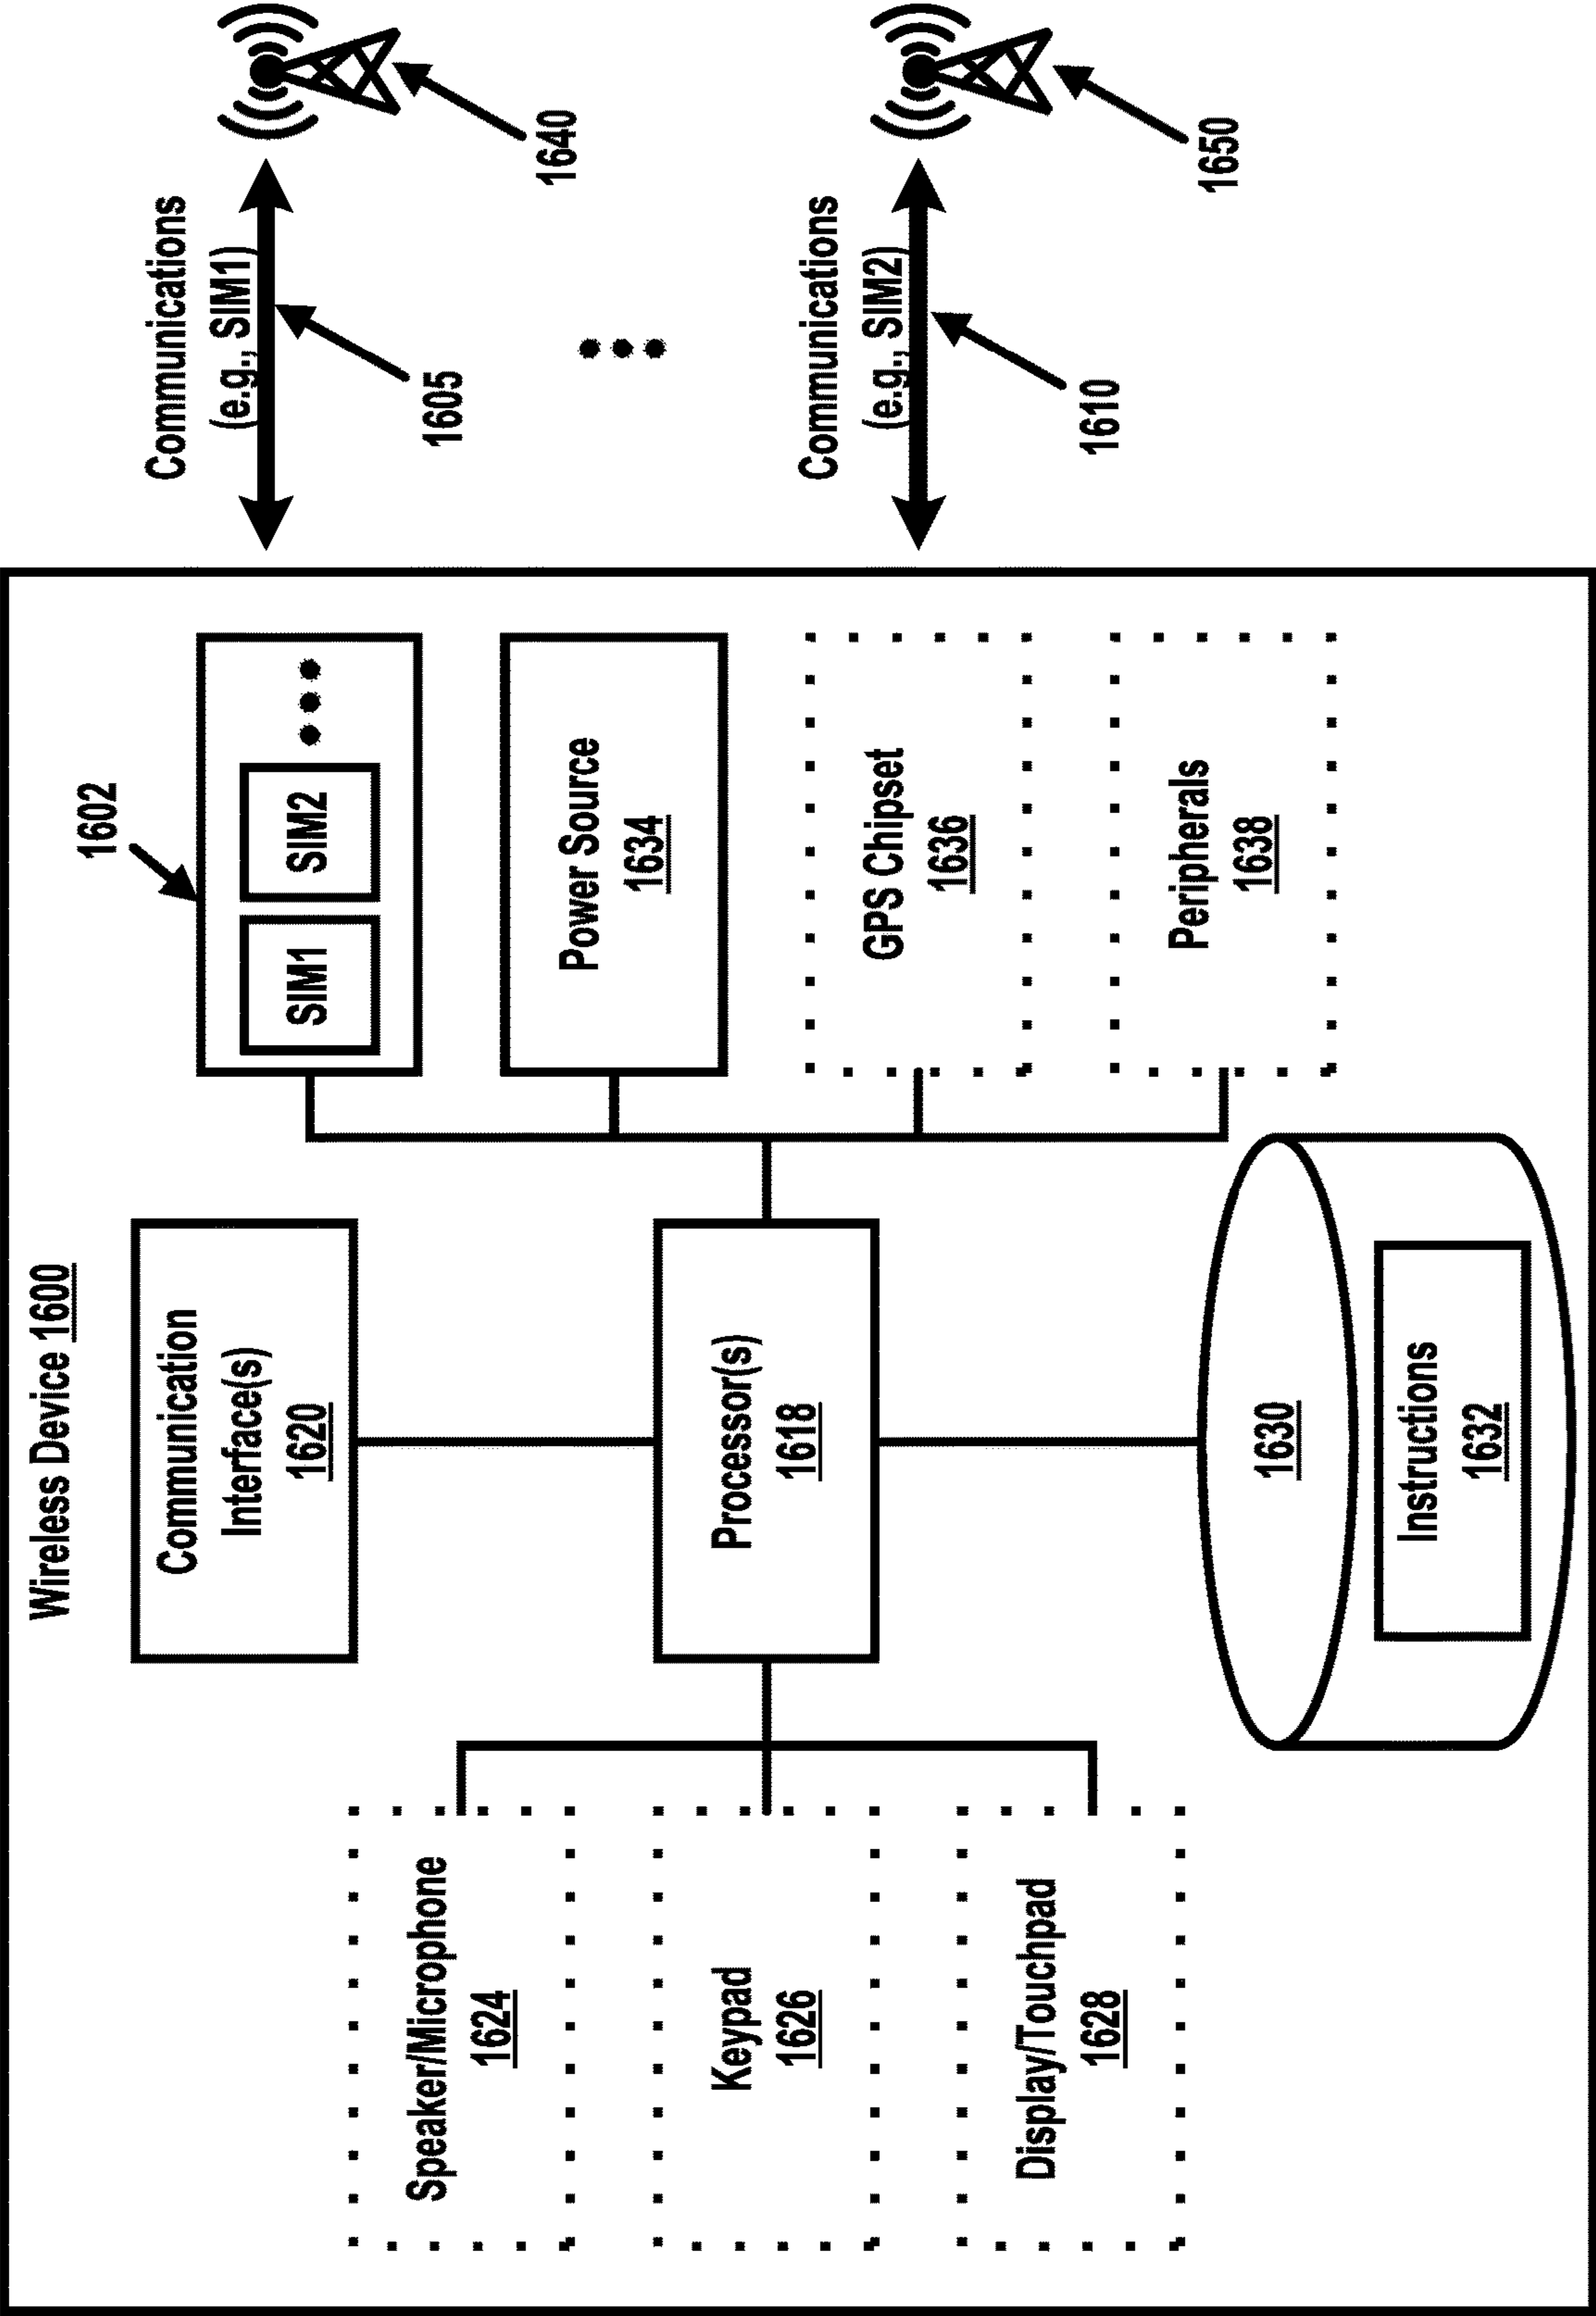 Wireless Device 1600
Speaker/Microphone
1624
Keypad
1626
Display/Touchpad
1628
Communication
Interface(s)
1620
Processor(s)
1618
1630
Instructions
1632
1602
SIM1
SIM2
Power Source
1634
GPS Chipset
1636
Peripherals
1638
Communications
(e.g., SIM1)
1605
1640
Communications
(e.g., SIM2)
1610
1650